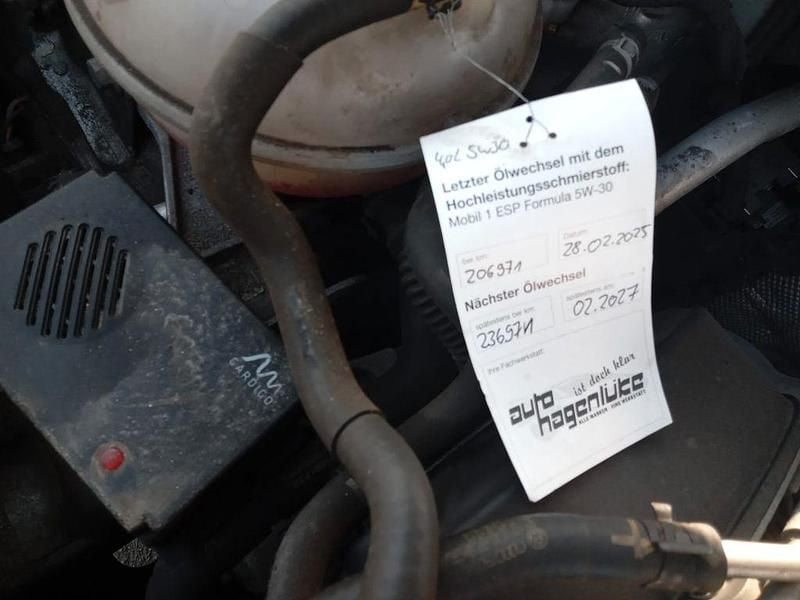 4,0L 5W30
Letzter Ölwechsel mit dem
Hochleistungsschmierstoff:
Mobil 1 ESP Formula 5W-30
Bei km:
Datum:
206971
28.02.2025
Nächster Ölwechsel
spätestens bei km:
spätestens am:
236971
02.2027
Ihre Fachwerkstatt:
ist doch klar
auto
hagenlüke
ALLE MARKEN · EINE WERKSTATT
CARDIGO